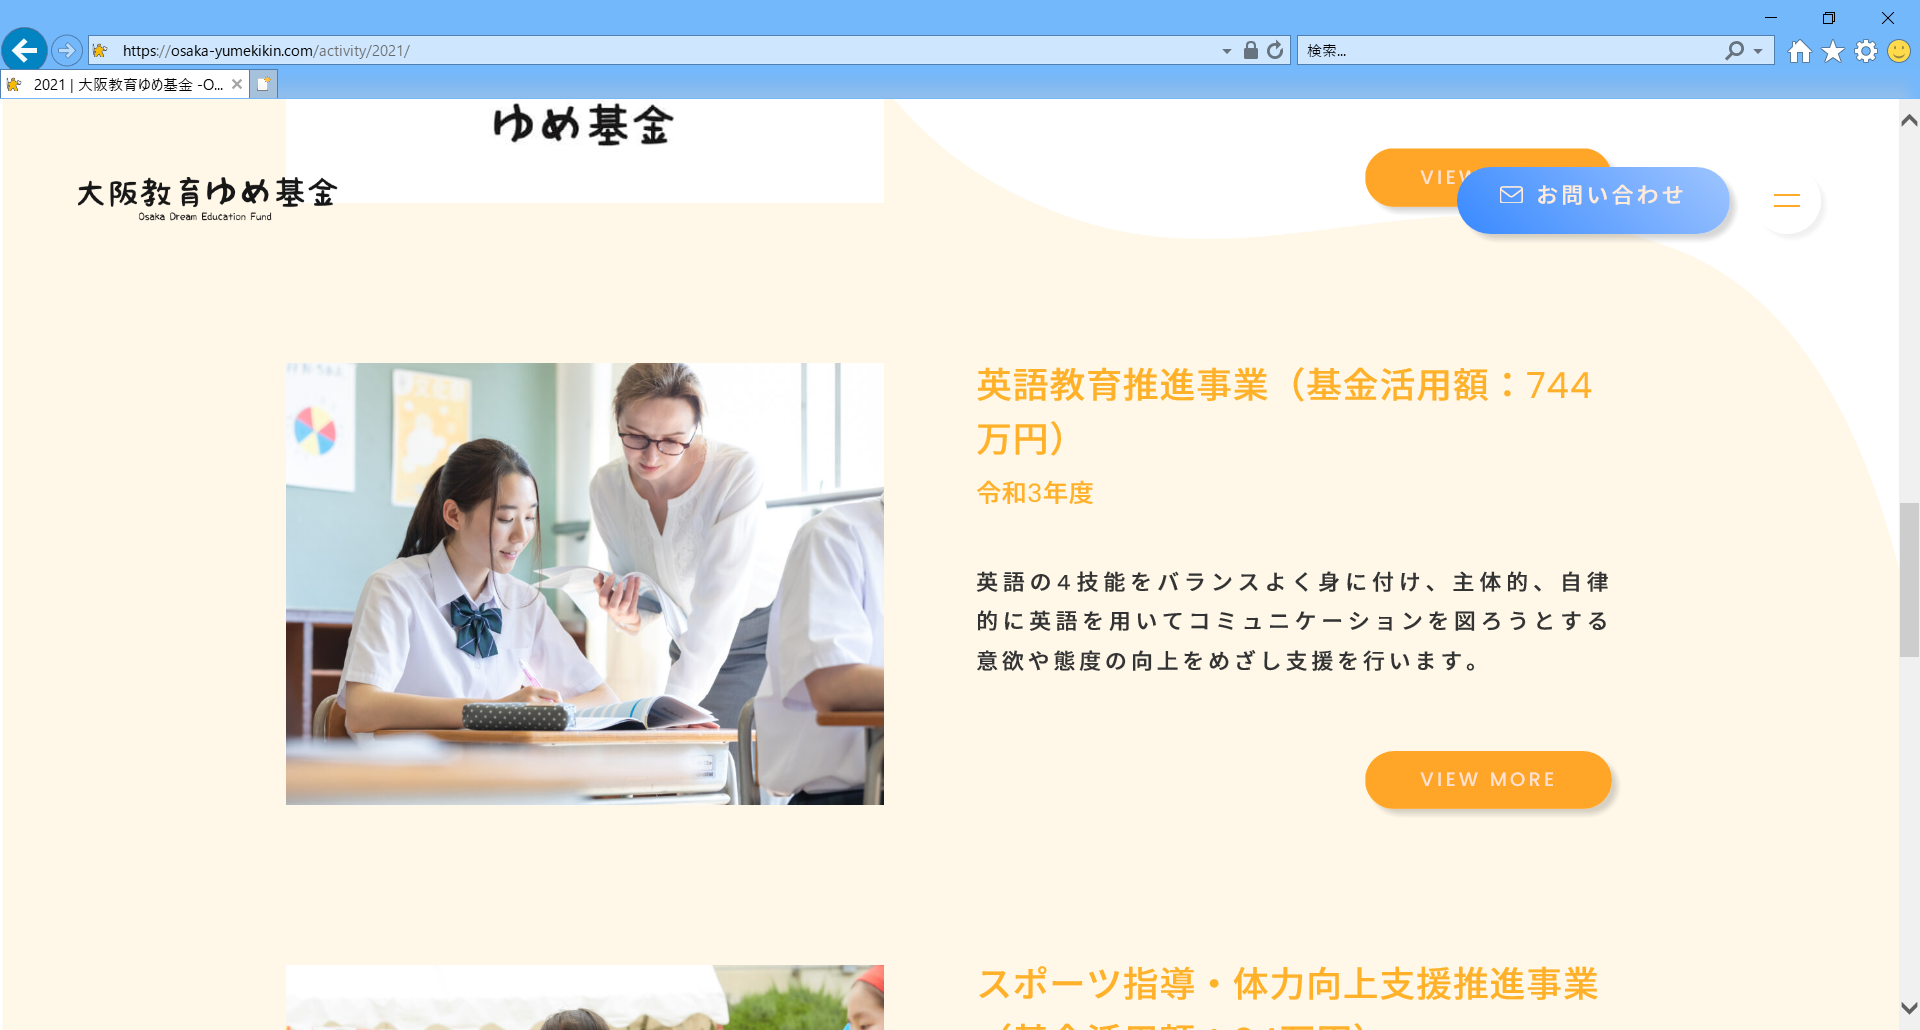 https://osaka-yumekikin.com/activity/2021/
検索...
2021 | 大阪教育ゆめ基金 -O...
ゆめ基金
大阪教育ゆめ基金
Osaka Dream Education Fund
VIEW
お問い合わせ
英語教育推進事業（基金活用額：744
万円）
令和3年度
英語の4技能をバランスよく身に付け、主体的、自律
的に英語を用いてコミュニケーションを図ろうとする
意欲や態度の向上をめざし支援を行います。
VIEW MORE
スポーツ指導・体力向上支援推進事業